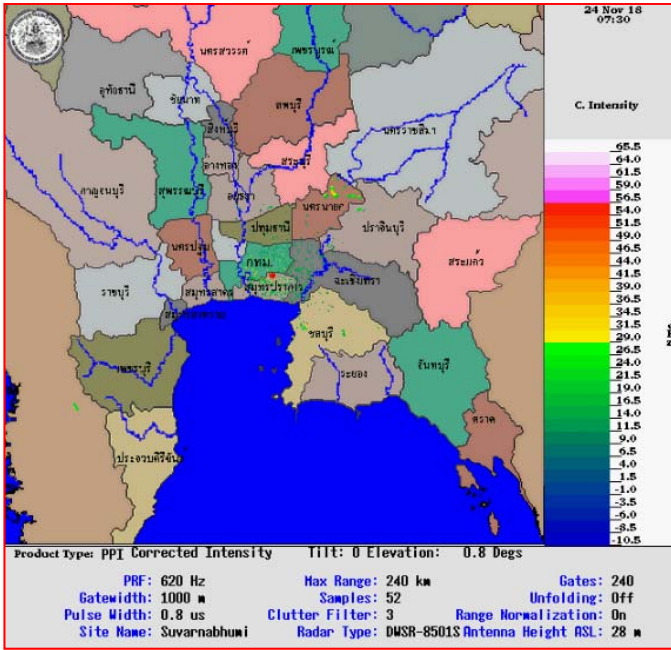 24 Nov 18
07:30
C. Intensity
65.5
64.0
61.5
59.0
56.5
54.0
51.5
49.0
46.5
44.0
41.5
39.0
36.5
34.0
31.5
29.0
26.5
24.0
21.5
19.0
16.5
14.0
11.5
9.0
6.5
4.0
1.5
-1.0
-3.5
-6.0
-8.5
-10.5
นครสวรรค์
เพชรบูรณ์
อุทัยธานี
ชัยนาท
ลพบุรี
สิงห์บุรี
นครราชสีมา
อ่างทอง
สระบุรี
กาญจนบุรี
สุพรรณบุรี
อยุธยา
นครนายก
ปทุมธานี
ปราจีนบุรี
นครปฐม
กทม.
สระแก้ว
ราชบุรี
สมุทรสาคร
สมุทรปราการ
ฉะเชิงเทรา
สมุทรสงคราม
ชลบุรี
เพชรบุรี
ระยอง
จันทบุรี
ตราด
ประจวบคีรีขันธ์
Product Type: PPI Corrected Intensity Tilt: 0 Elevation: 0.8 Degs
PRF: 620 Hz Max Range: 240 km Gates: 240
Gatewidth: 1000 m Samples: 52 Unfolding: Off
Pulse Width: 0.8 us Clutter Filter: 3 Range Normalization: On
Site Name: Suvarnabhumi Radar Type: DWSR-8501S Antenna Height ASL: 28 m